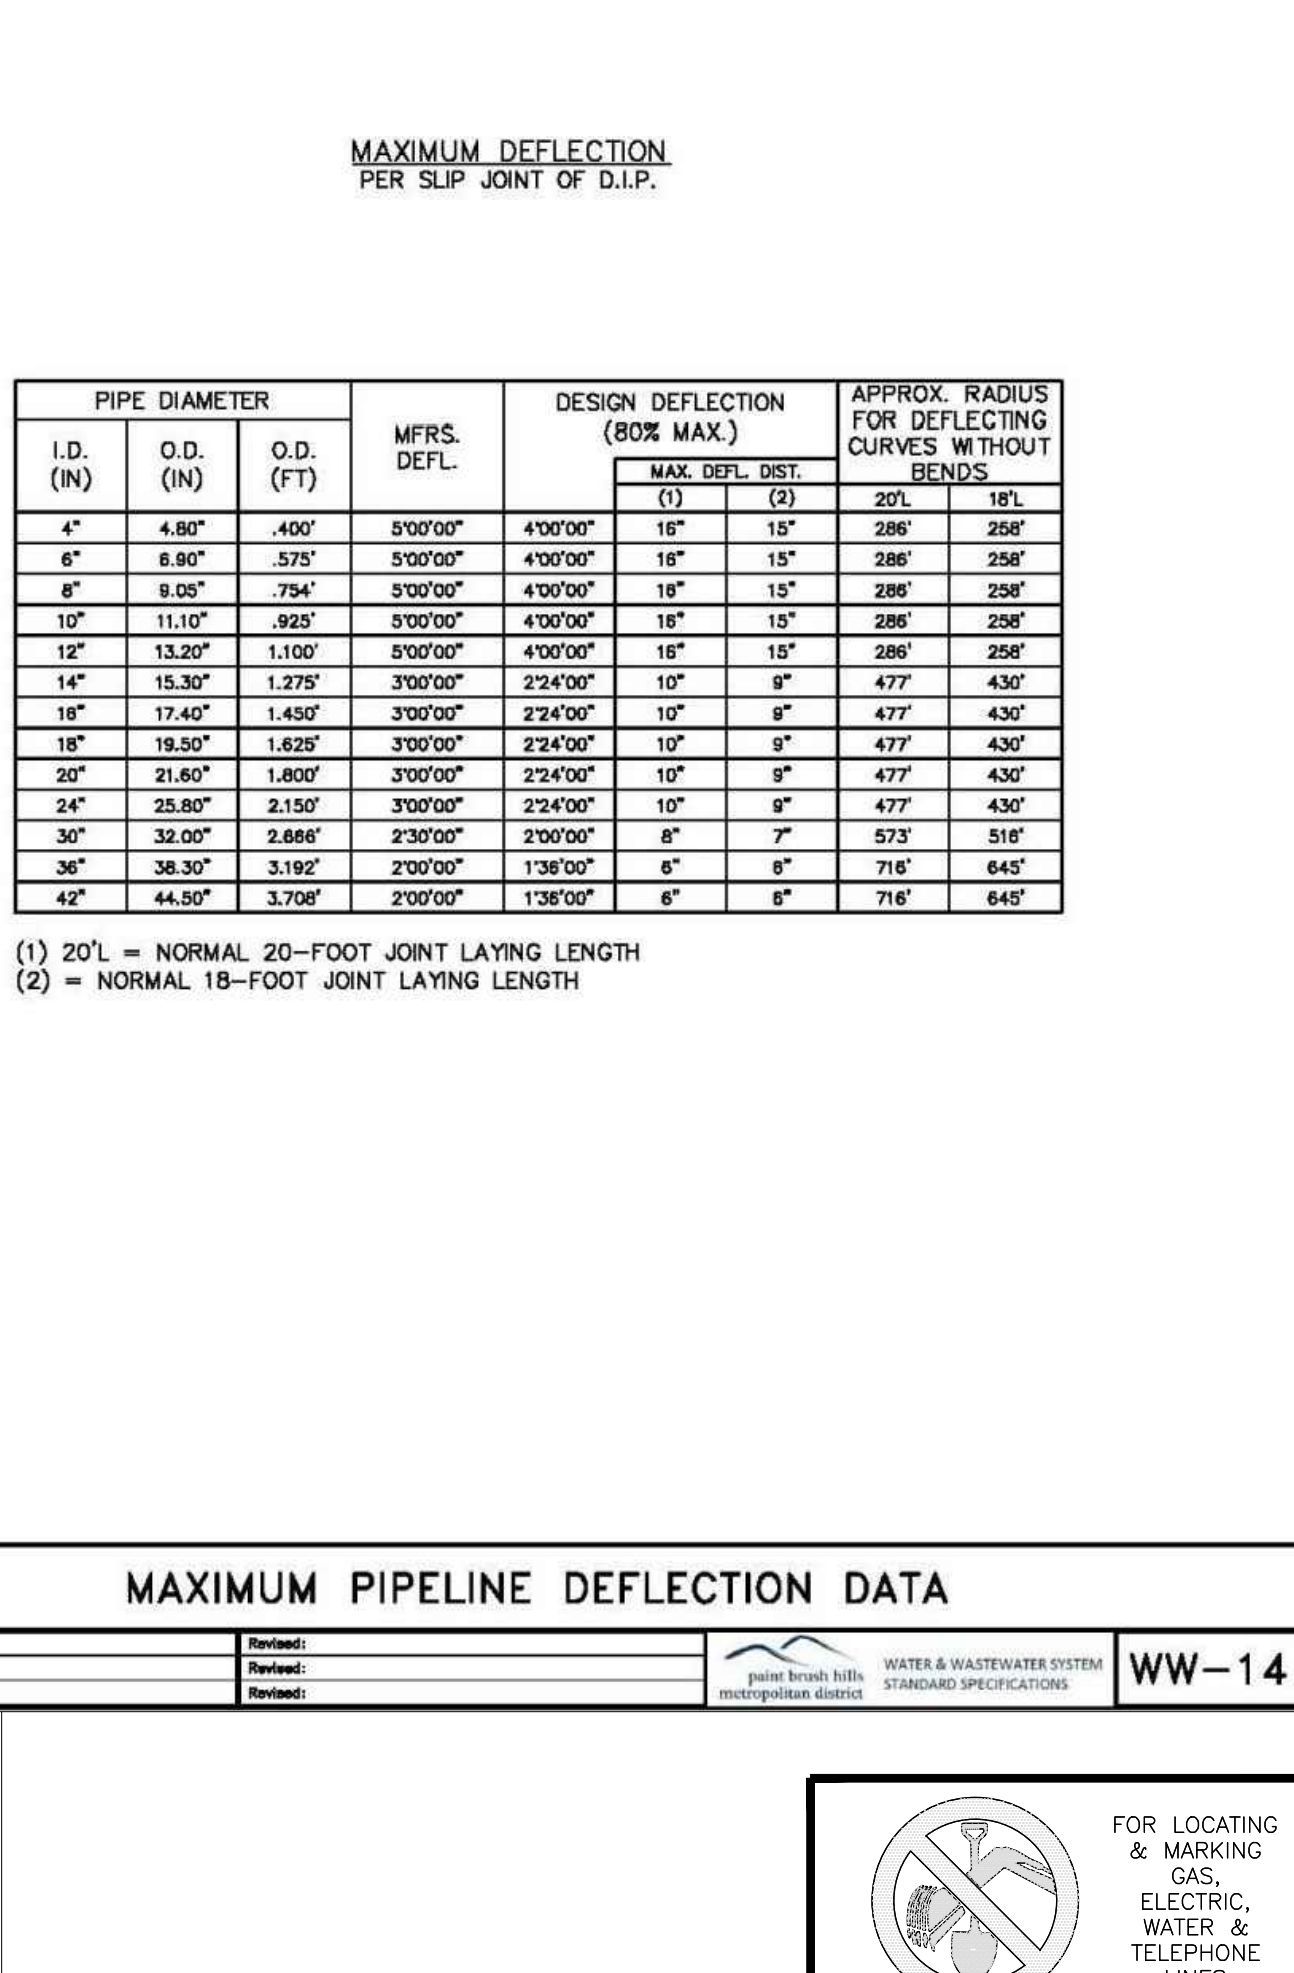 MAXIMUM DEFLECTION
PER SLIP JOINT OF D.I.P.
PIPE DIAMETER
I.D. (IN)
O.D. (IN)
O.D. (FT)
MFRS. DEFL.
DESIGN DEFLECTION
(80% MAX.)
MAX. DEFL. DIST.
(1) (2)
APPROX. RADIUS
FOR DEFLECTING
CURVES WITHOUT
BENDS
20'L 18'L
4" 4.80" .400' 5°00'00" 4°00'00" 16" 15" 286' 258'
6" 6.90" .575' 5°00'00" 4°00'00" 16" 15" 286' 258'
8" 9.05" .754' 5°00'00" 4°00'00" 16" 15" 286' 258'
10" 11.10" .925' 5°00'00" 4°00'00" 16" 15" 286' 258'
12" 13.20" 1.100' 5°00'00" 4°00'00" 16" 15" 286' 258'
14" 15.30" 1.275' 3°00'00" 2°24'00" 10" 9" 477' 430'
16" 17.40" 1.450' 3°00'00" 2°24'00" 10" 9" 477' 430'
18" 19.50" 1.625' 3°00'00" 2°24'00" 10" 9" 477' 430'
20" 21.60" 1.800' 3°00'00" 2°24'00" 10" 9" 477' 430'
24" 25.80" 2.150' 3°00'00" 2°24'00" 10" 9" 477' 430'
30" 32.00" 2.666' 2°30'00" 2°00'00" 8" 7" 573' 516'
36" 38.30" 3.192' 2°00'00" 1°36'00" 6" 6" 716' 645'
42" 44.50" 3.708' 2°00'00" 1°36'00" 6" 6" 716' 645'
(1) 20'L = NORMAL 20-FOOT JOINT LAYING LENGTH
(2) = NORMAL 18-FOOT JOINT LAYING LENGTH
MAXIMUM PIPELINE DEFLECTION DATA
Revised:
Revised:
Revised:
paint brush hills
metropolitan district
WATER & WASTEWATER SYSTEM
STANDARD SPECIFICATIONS
WW-14
FOR LOCATING
& MARKING
GAS,
ELECTRIC,
WATER &
TELEPHONE
LINES